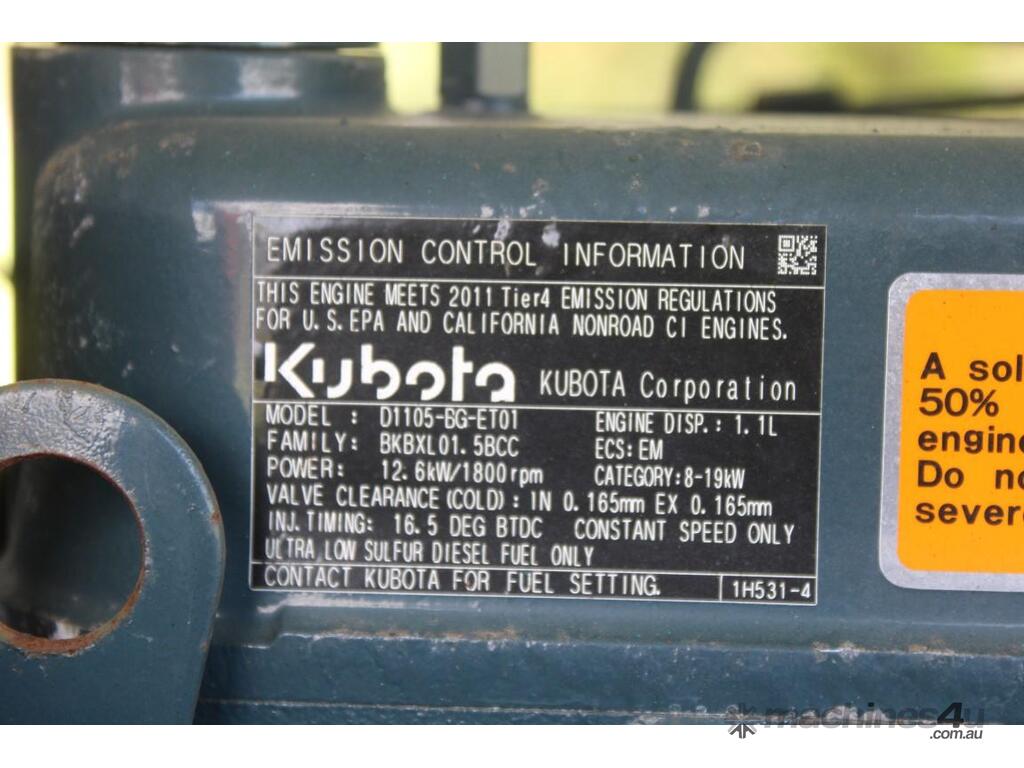 EMISSION CONTROL INFORMATION
THIS ENGINE MEETS 2011 Tier4 EMISSION REGULATIONS
FOR U.S.EPA AND CALIFORNIA NONROAD CI ENGINES.
Kubota KUBOTA Corporation
MODEL : D1105-BG-ET01 ENGINE DISP.: 1.1L
FAMILY: BKBXL01.5BCC ECS:EM
POWER: 12.6kW/1800rpm CATEGORY:8-19kW
VALVE CLEARANCE(COLD): IN 0.165mm EX 0.165mm
INJ.TIMING: 16.5 DEG BTDC CONSTANT SPEED ONLY
ULTRA LOW SULFUR DIESEL FUEL ONLY
CONTACT KUBOTA FOR FUEL SETTING. 1H531-4
A sol
50%
engine
Do no
severe
machines4u
.com.au